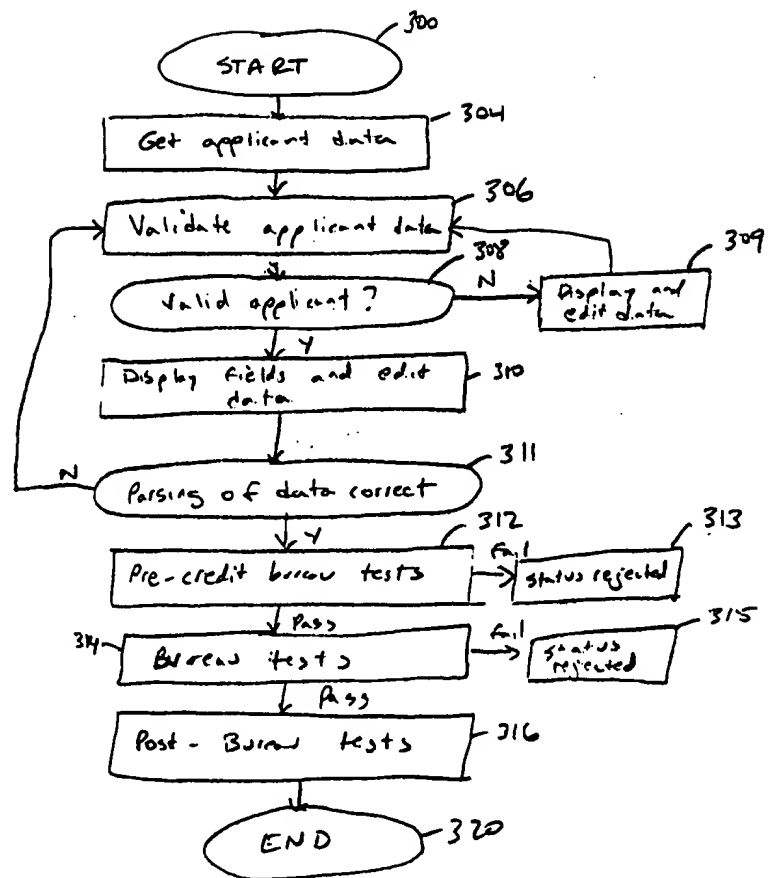 300
START
304
Get applicant data
306
Validate applicant data
308
Valid applicant?
N
309
Display and
edit data
Y
Display fields and edit
data
310
311
N
Parsing of data correct
Y
312
Pre-credit burow tests
Fail
313
Status rejected
Pass
314
Bureau tests
Fail
315
Status
rejected
Pass
Post-Burow tests
316
END
320